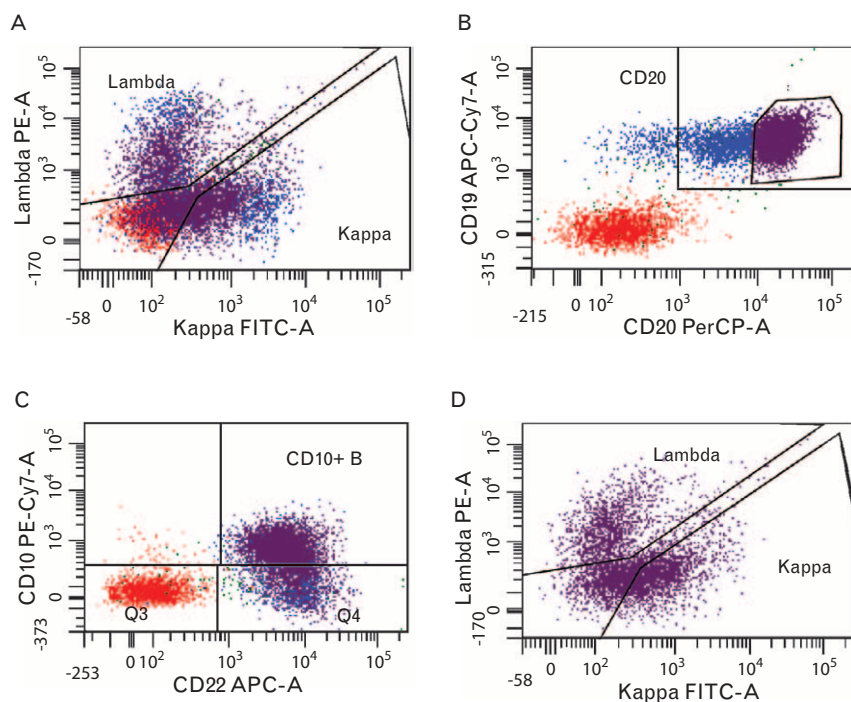 A
Lambda PE-A
10^5
10^4
10^3
0
-170
Lambda
Kappa
-58
0
10^2
10^3
10^4
10^5
Kappa FITC-A
B
CD19 APC-Cy7-A
10^5
10^4
10^3
0
-315
CD20
-215
0
10^2
10^3
10^4
10^5
CD20 PerCP-A
C
CD10 PE-Cy7-A
10^5
10^4
10^3
0
-373
CD10+ B
Q3
Q4
-253
0
10^2
10^3
10^4
10^5
CD22 APC-A
D
Lambda PE-A
10^5
10^4
10^3
0
-170
Lambda
Kappa
-58
0
10^2
10^3
10^4
10^5
Kappa FITC-A